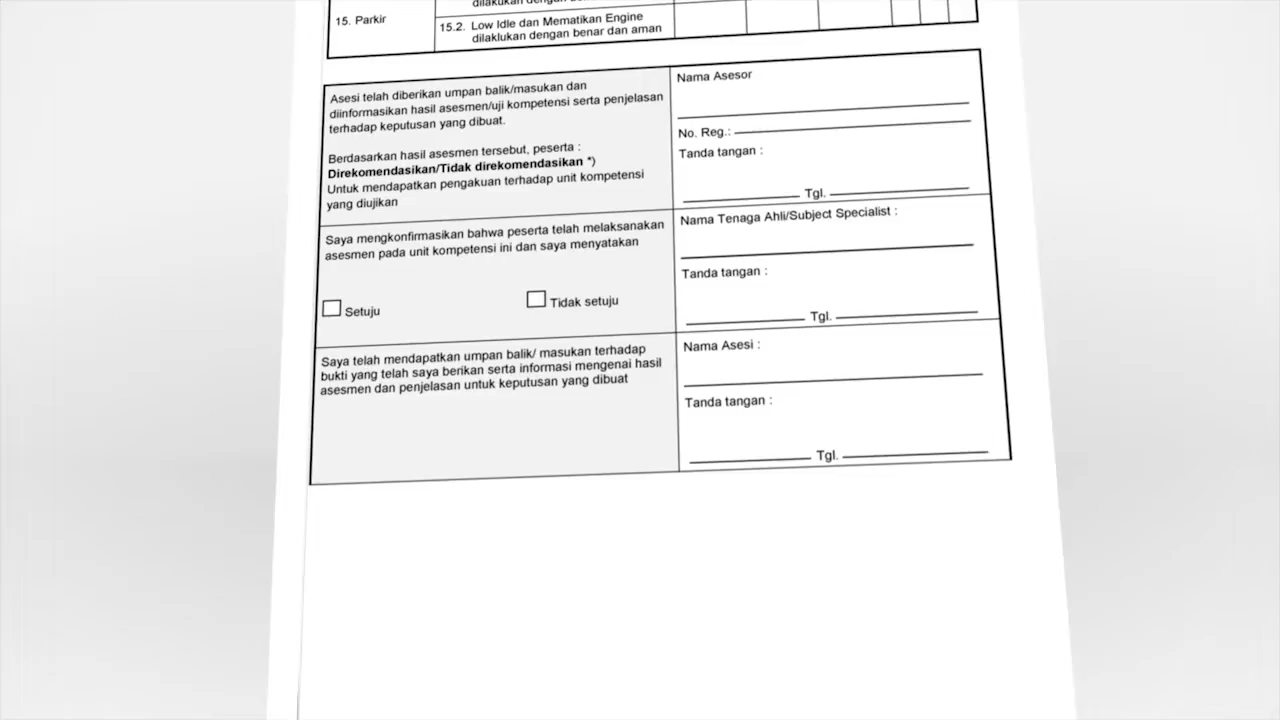 dilakukan dengan
15. Parkir
15.2. Low Idle dan Mematikan Engine
dilaklukan dengan benar dan aman
Asesi telah diberikan umpan balik/masukan dan
diinformasikan hasil asesmen/uji kompetensi serta penjelasan
terhadap keputusan yang dibuat.
Berdasarkan hasil asesmen tersebut, peserta :
Direkomendasikan/Tidak direkomendasikan *)
Untuk mendapatkan pengakuan terhadap unit kompetensi
yang diujikan
Nama Asesor
No. Reg.:
Tanda tangan :
Tgl.
Saya mengkonfirmasikan bahwa peserta telah melaksanakan
asesmen pada unit kompetensi ini dan saya menyatakan
Setuju
Tidak setuju
Nama Tenaga Ahli/Subject Specialist :
Tanda tangan :
Tgl.
Saya telah mendapatkan umpan balik/ masukan terhadap
bukti yang telah saya berikan serta informasi mengenai hasil
asesmen dan penjelasan untuk keputusan yang dibuat
Nama Asesi :
Tanda tangan :
Tgl.